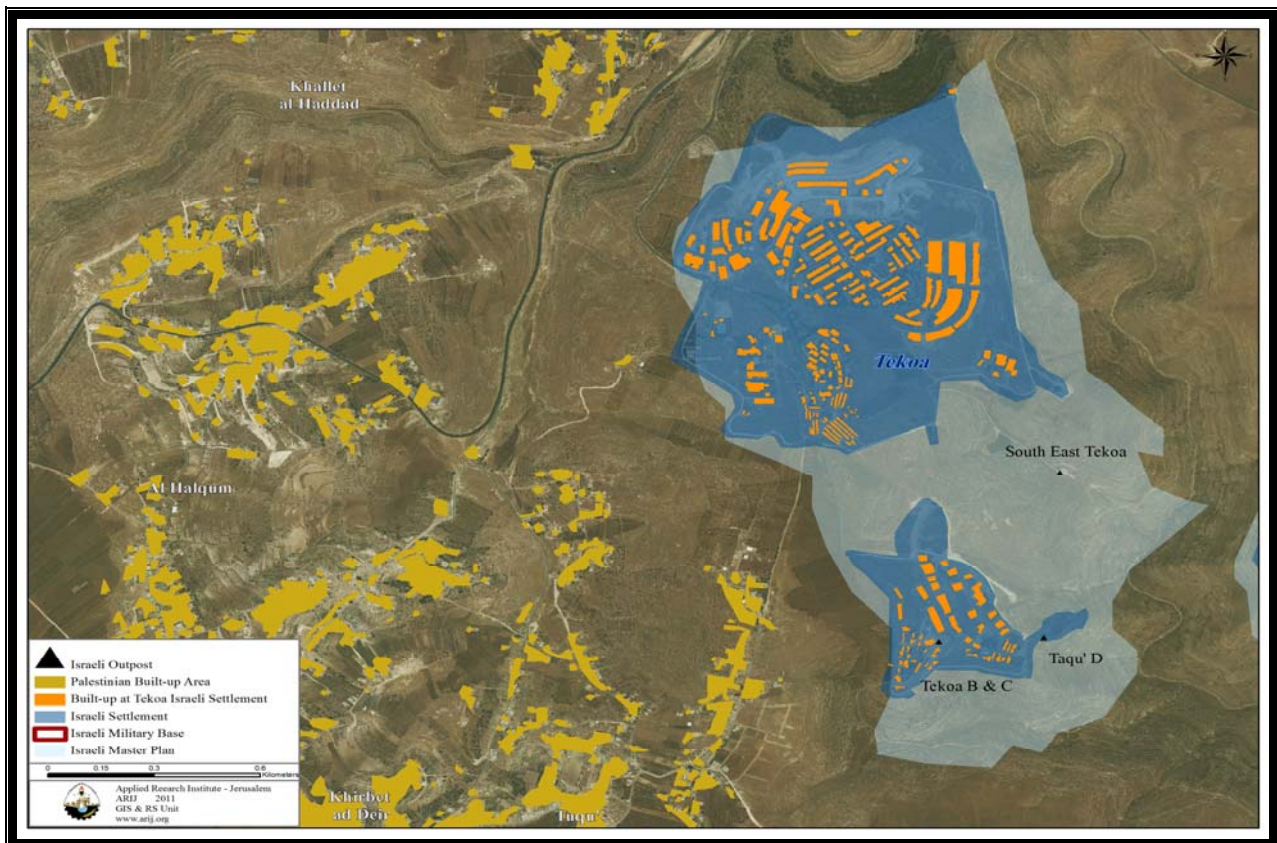 Khallet
al Haddad
Tekoa
South East Tekoa
Al Halqum
Taqu' D
Tekoa B & C
Khirbet
ad Deir
Tuqu'
Israeli Outpost
Palestinian Built-up Area
Built-up at Tekoa Israeli Settlement
Israeli Settlement
Israeli Military Base
Israeli Master Plan
0 0.15 0.3 0.6
Kilometers
Applied Reearch Institute - Jerusalem
ARIJ 2011
GIS & RS Unit
www.arij.org